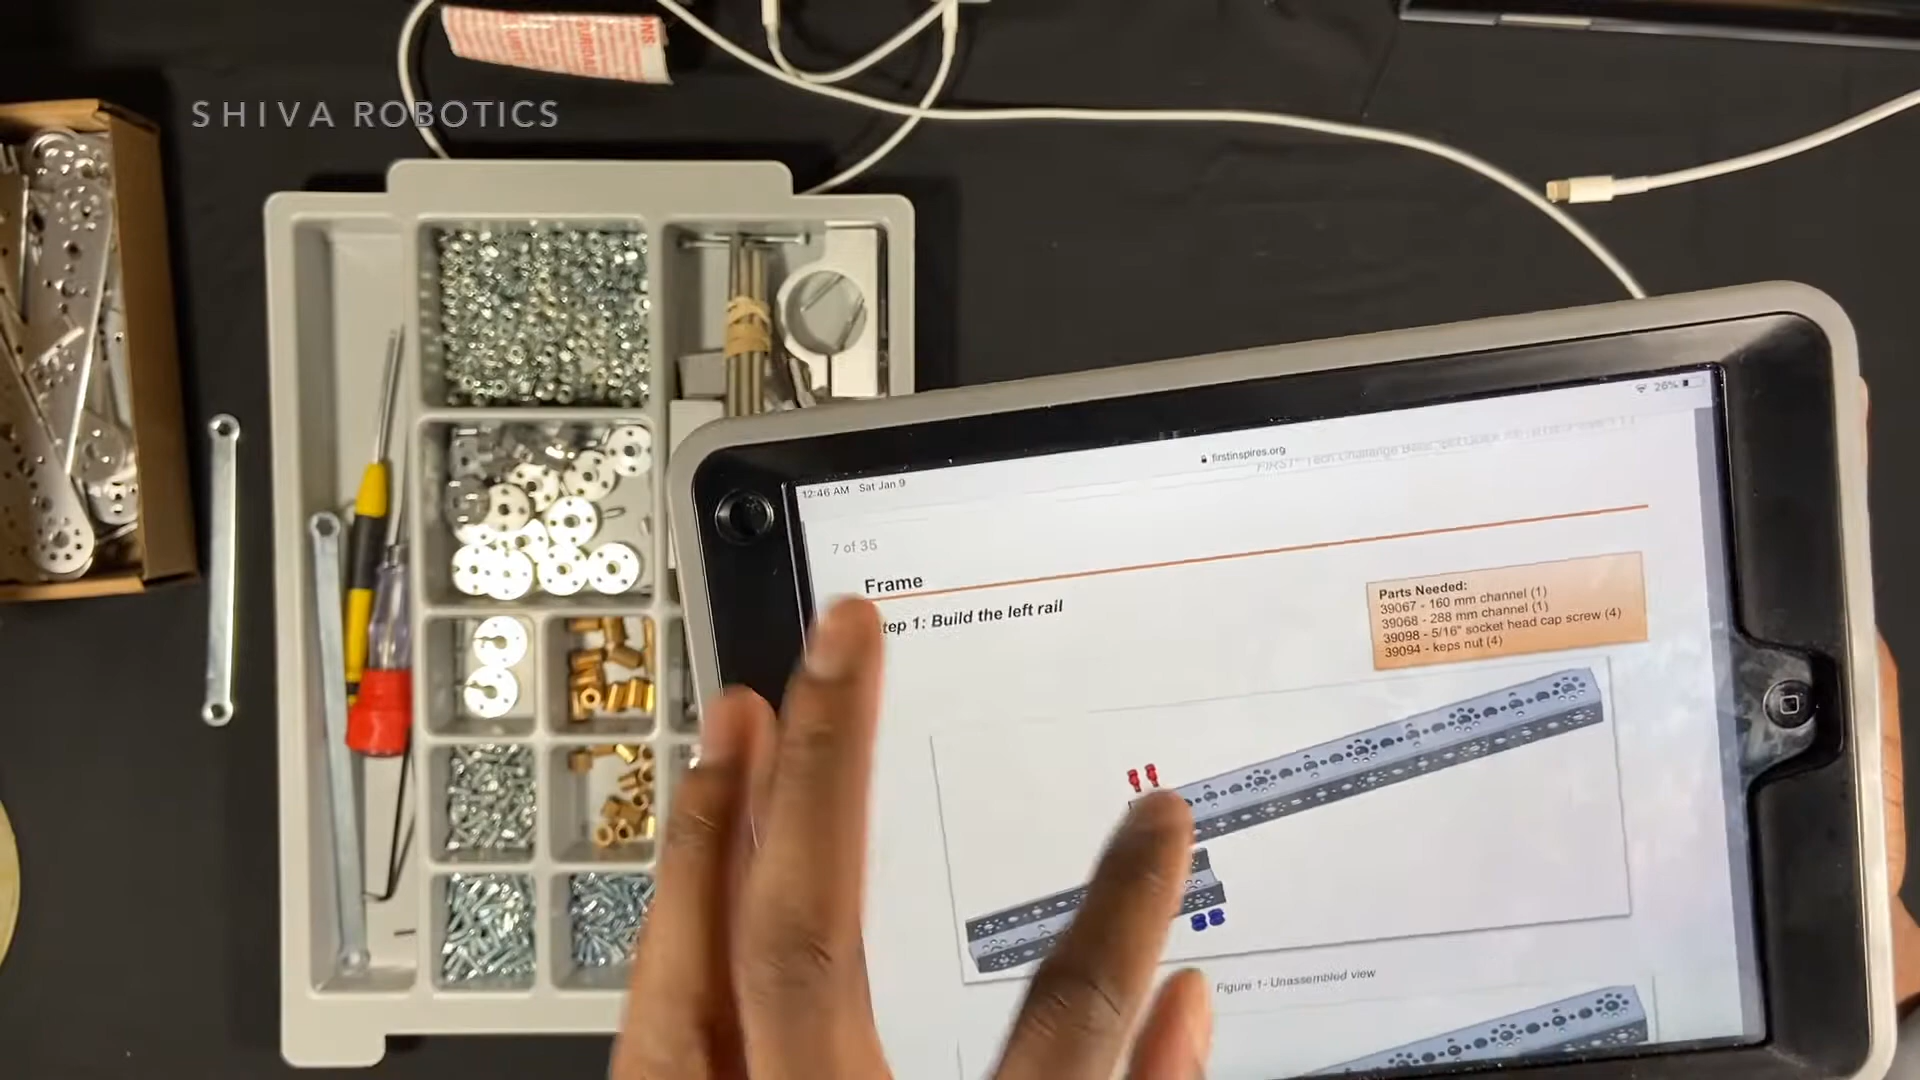 SHIVA ROBOTICS
26%
firstinspires.org
12:46 AM Sat Jan 9
7 of 35
Frame
tep 1: Build the left rail
Parts Needed:
39067 - 160 mm channel (1)
39068 - 288 mm channel (1)
39098 - 5/16" socket head cap screw (4)
39094 - keps nut (4)
Figure 1- Unassembled view